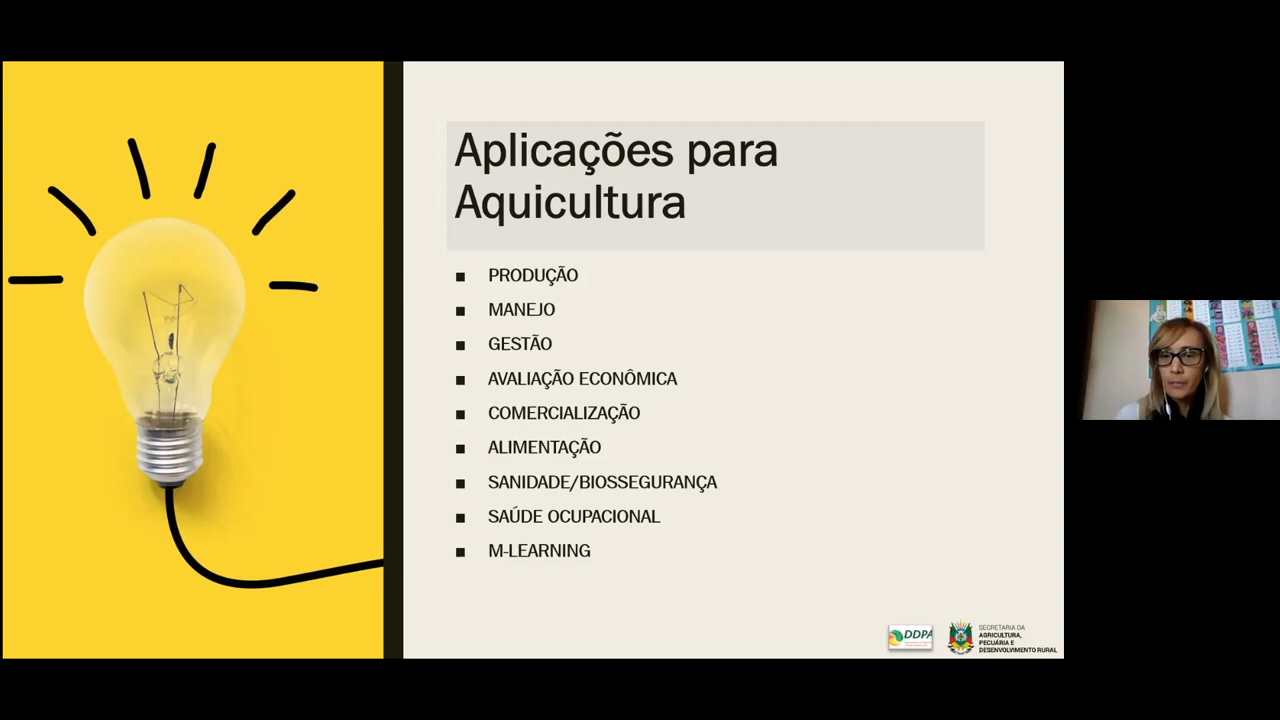 Aplicações para
Aquicultura
■ PRODUÇÃO
■ MANEJO
■ GESTÃO
■ AVALIAÇÃO ECONÔMICA
■ COMERCIALIZAÇÃO
■ ALIMENTAÇÃO
■ SANIDADE/BIOSSEGURANÇA
■ SAÚDE OCUPACIONAL
■ M-LEARNING
DDPA
SECRETARIA DA
AGRICULTURA,
PECUÁRIA E
DESENVOLVIMENTO RURAL